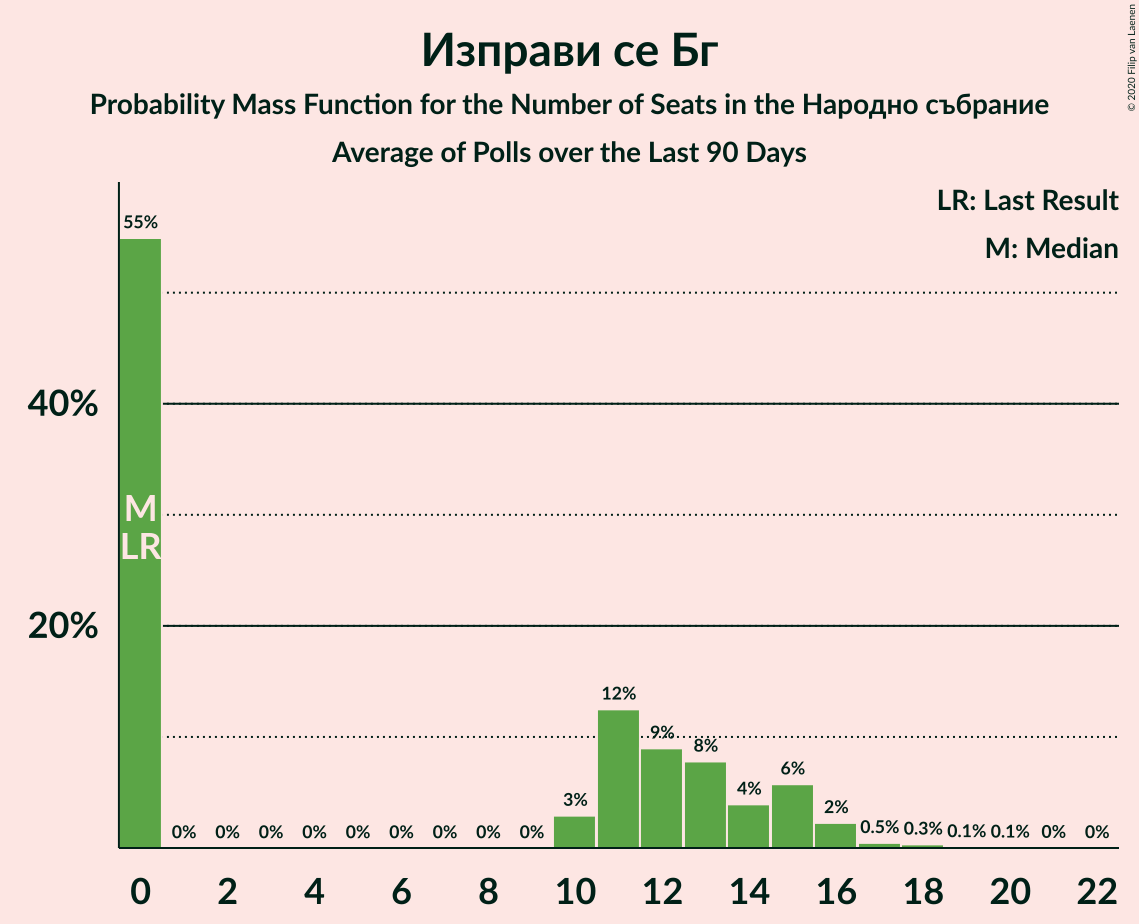 Изправи се Бг
Probability Mass Function for the Number of Seats in the Народно събрание
Average of Polls over the Last 90 Days
© 2020 Filip van Laenen
LR: Last Result
M: Median
55%
40%
M
LR
20%
12%
9%
8%
6%
4%
3%
2%
0% 0% 0% 0% 0% 0% 0% 0% 0% 0.5% 0.3% 0.1% 0.1% 0% 0%
0 2 4 6 8 10 12 14 16 18 20 22